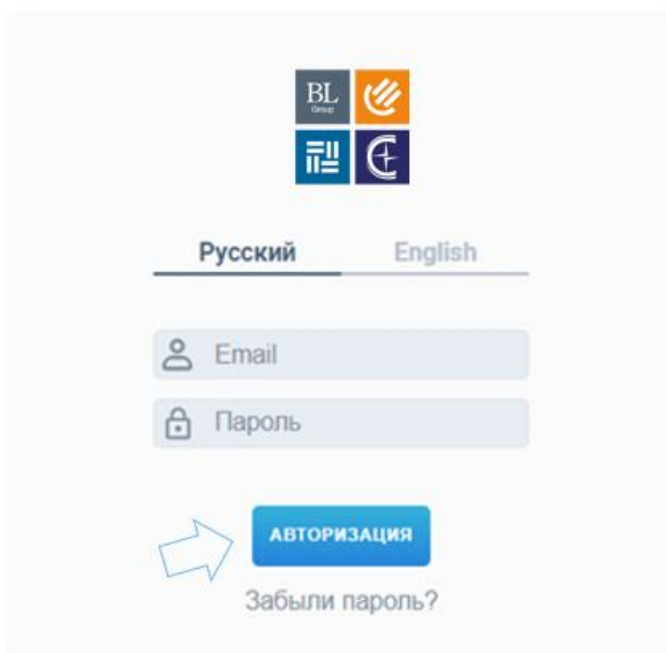 BL
Group
Русский English
Email
Пароль
АВТОРИЗАЦИЯ
Забыли пароль?